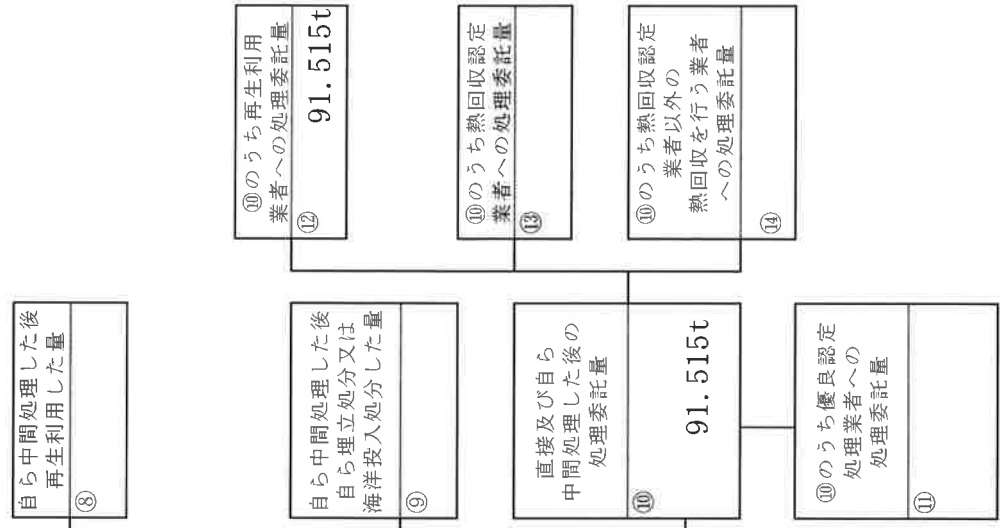 自ら中間処理した後
再生利用した量
⑧
自ら中間処理した後
自ら埋立処分又は
海洋投入処分した量
⑨
直接及び自ら
中間処理した後の
処理委託量
⑩
91.515t
⑩のうち優良認定
処理業者への
処理委託量
⑪
⑩のうち再生利用
業者への処理委託量
⑫
91.515t
⑩のうち熱回収認定
業者への処理委託量
⑬
⑩のうち熱回収認定
業者以外の
熱回収を行う業者
への処理委託量
⑭